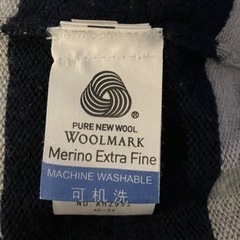 ®
PURE NEW WOOL
WOOLMARK
Merino Extra Fine
MACHINE WASHABLE
可机洗